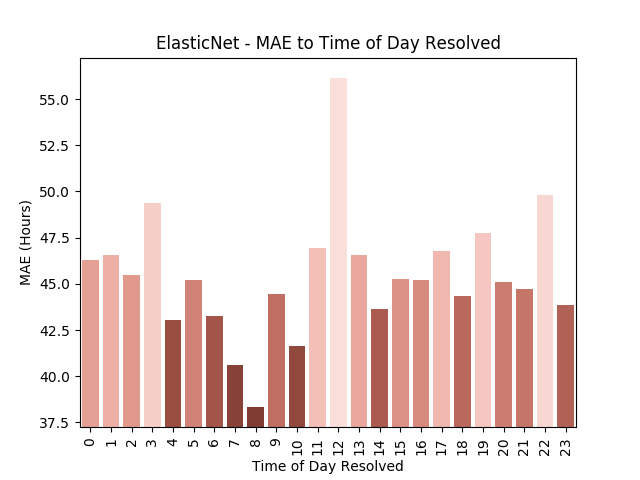 ElasticNet - MAE to Time of Day Resolved
MAE (Hours)
55.0
52.5
50.0
47.5
45.0
42.5
40.0
37.5
0 1 2 3 4 5 6 7 8 9 10 11 12 13 14 15 16 17 18 19 20 21 22 23
Time of Day Resolved